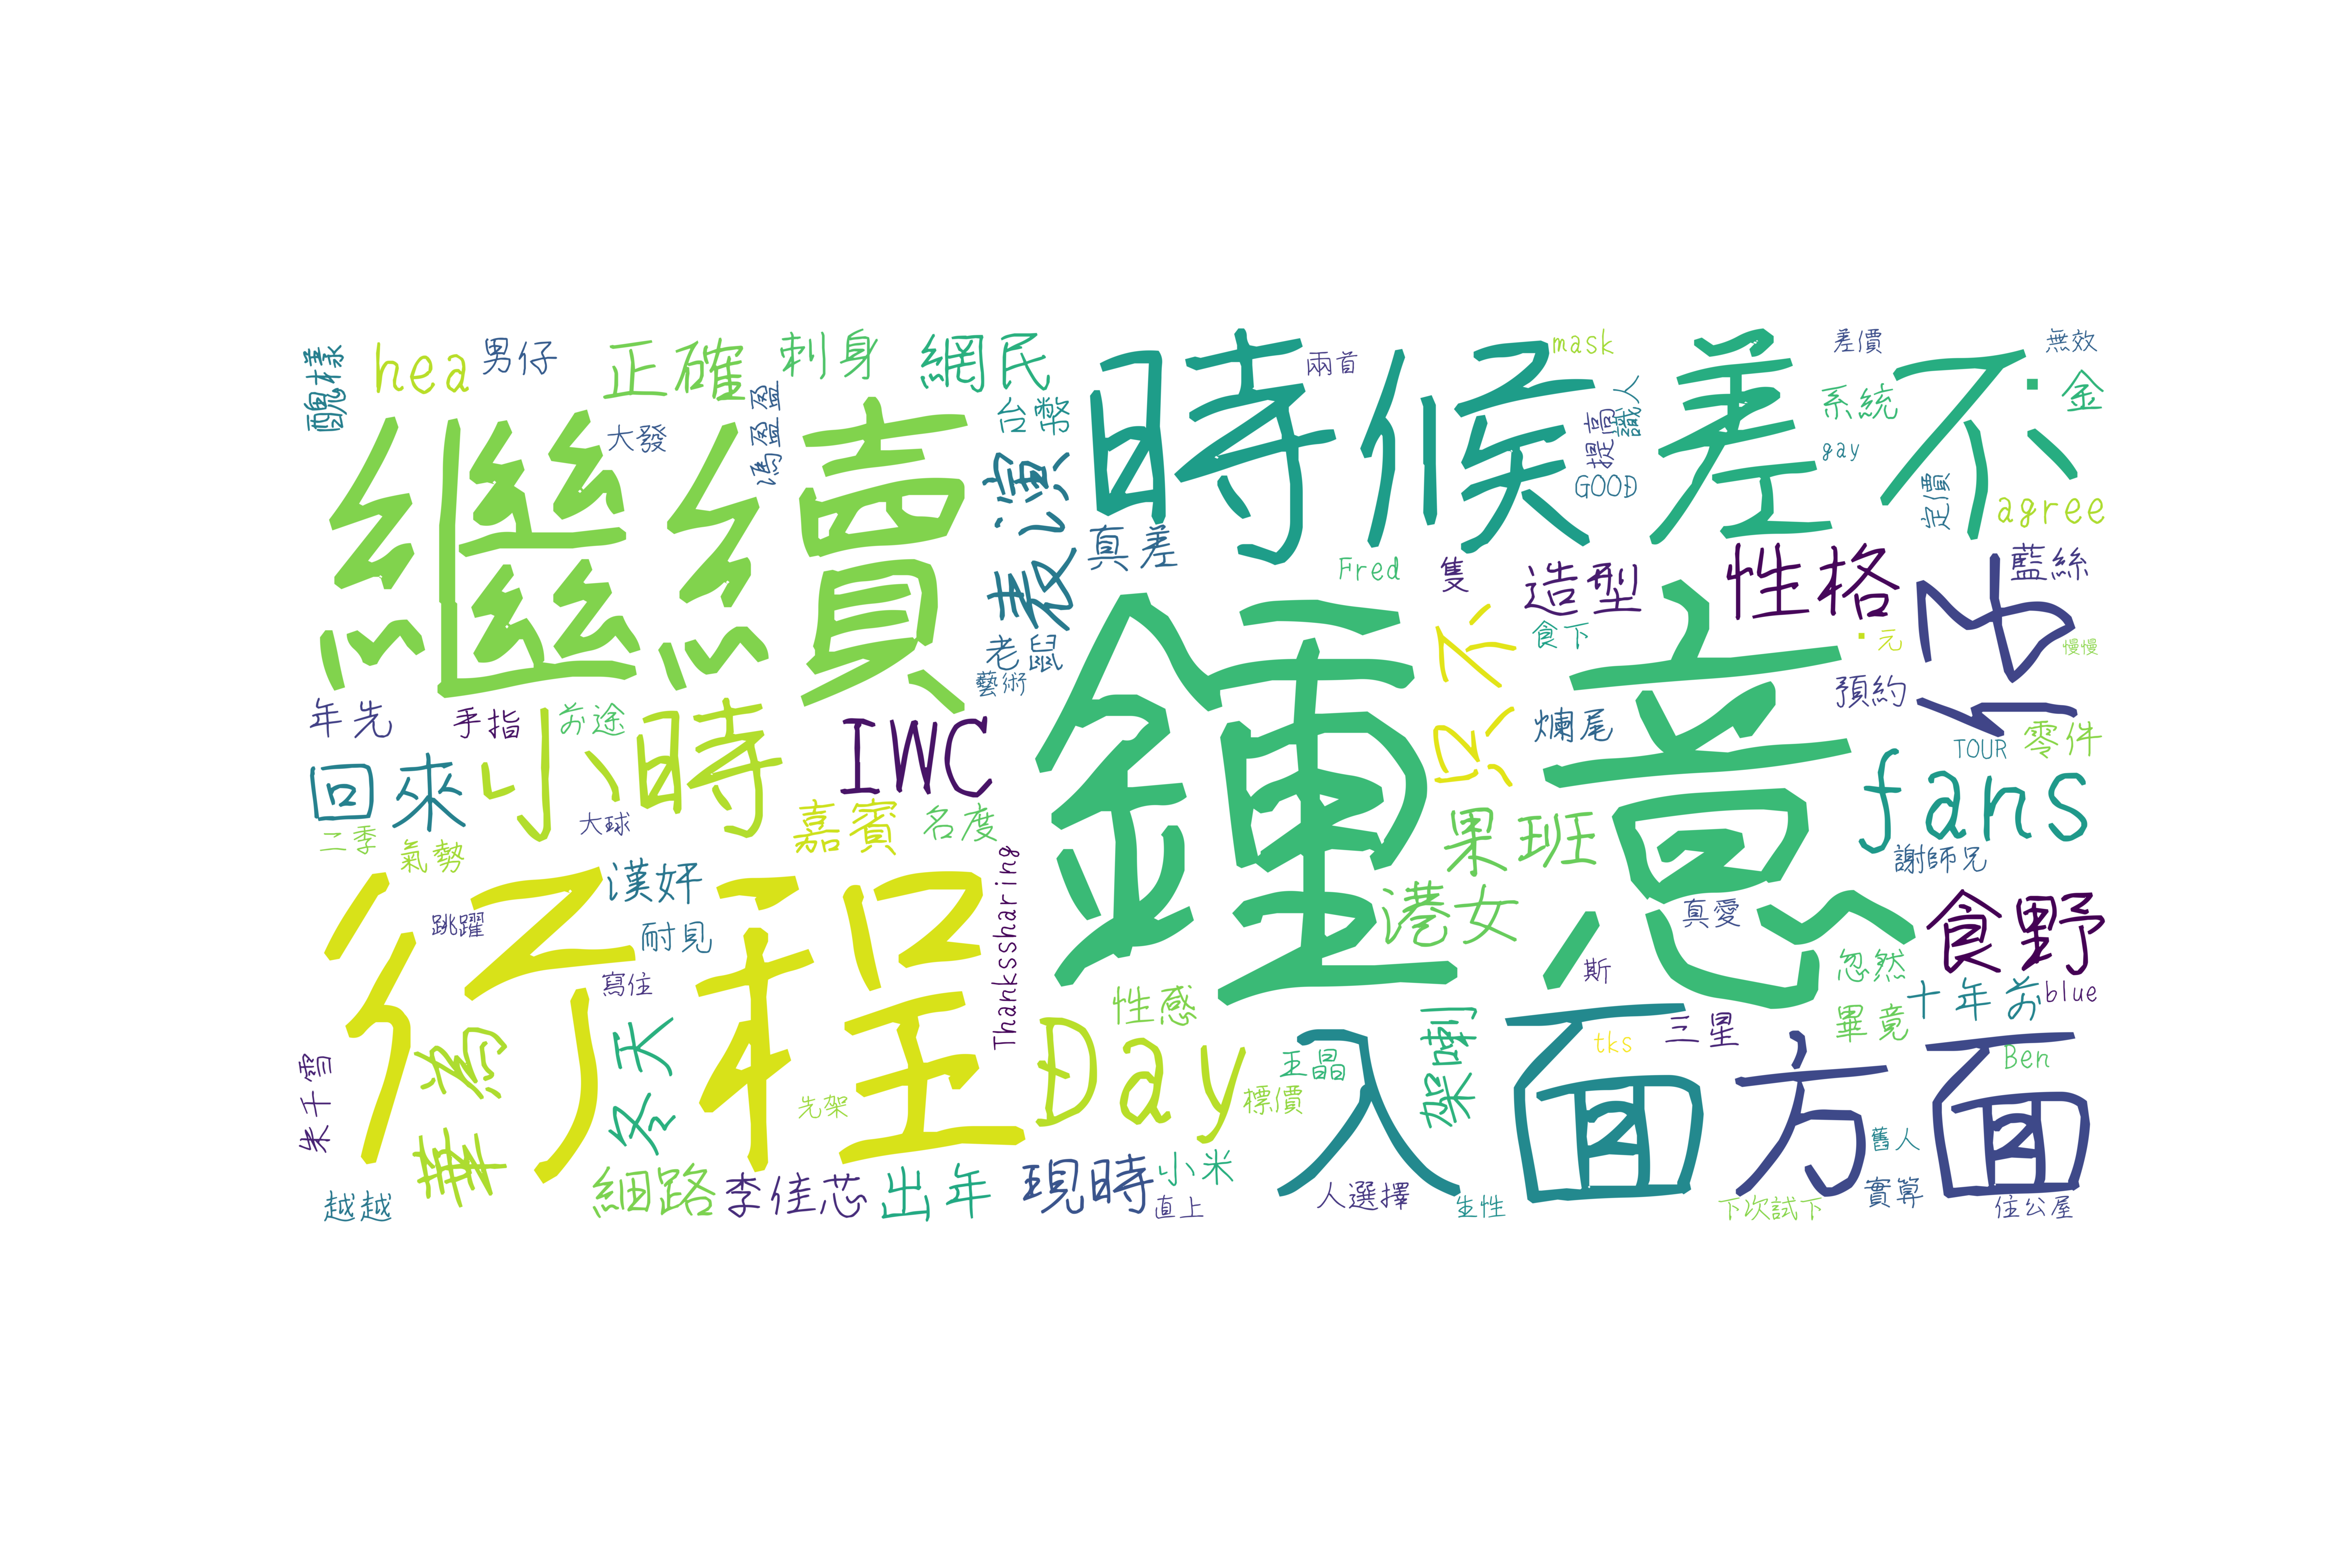 醜樣
hea
男仔
正確
刺身
網民
時候
兩首
mask
差不
差價
無效
系統
金
台幣
馮盈盈
大發
繼續
表演
真差
提高
識人
GOOD
gay
定價
agree
Fred
隻
造型
性格
藍絲
老鼠
藝術
鍾意
食下
元
慢慢
年先
手指
前途
小時
IWC
爛尾
預約
TOUR
零件
回來
二季
氣勢
大球
嘉賓
名度
果班
fans
謝師兄
行程
漢奸
跳躍
耐見
港女
真愛
食野
寫住
Thankssharing
性感
斯
忽然
十年前
blue
畢竟
朱千雪
冬天
先架
Day
王晶
標價
架喇
入面
tks
三星
方面
Ben
舊人
越越
細路
李佳芯
出年
現時
小米
直上
人選擇
生性
下次試下
實算
住公屋